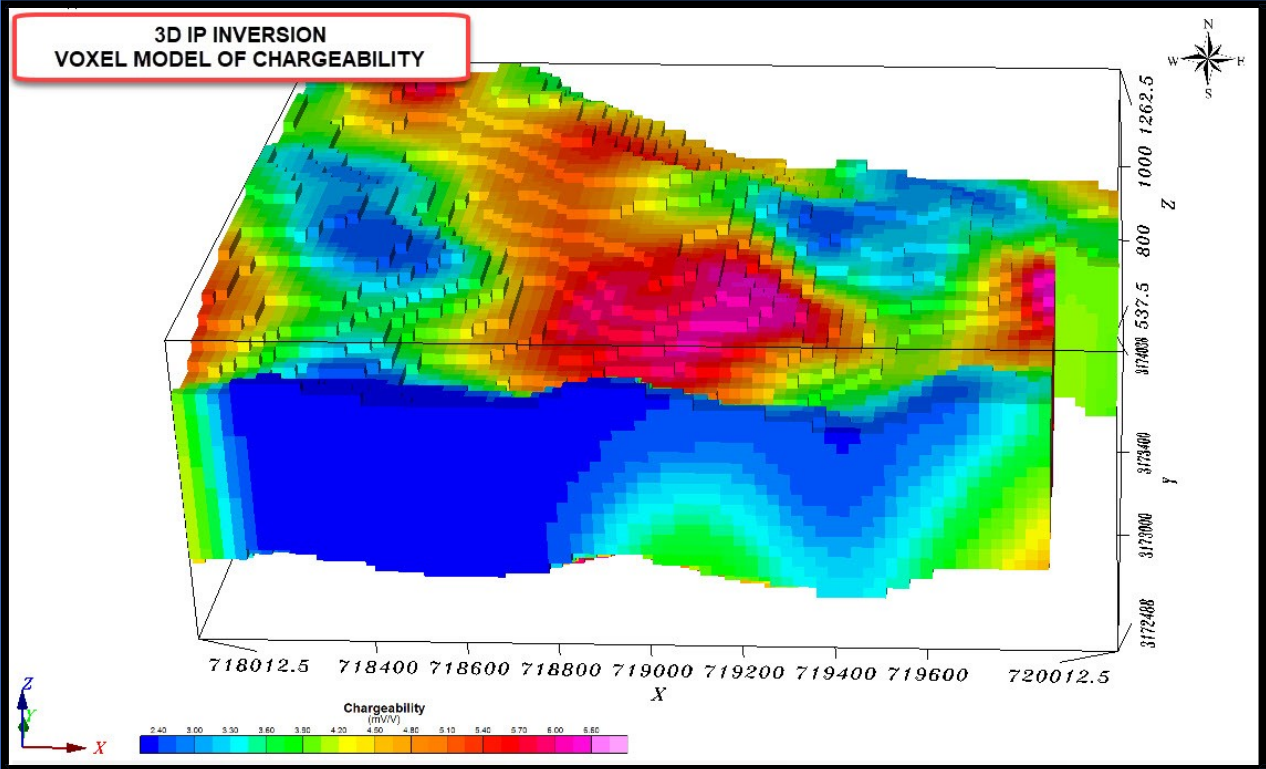 3D IP INVERSION
VOXEL MODEL OF CHARGEABILITY
N
W E
S
1262.5
1000
Z
800
537.5
3173400
Y
3173000
3172488
718012.5 718400 718600 718800 719000 719200 719400 719600 720012.5
X
Z
Y
X
Chargeability
(mV/V)
2.40 3.00 3.30 3.60 3.90 4.20 4.50 4.80 5.10 5.40 5.70 6.00 6.60